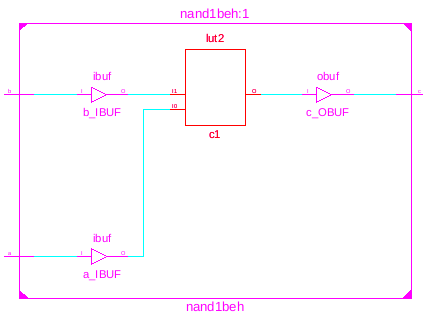 nand1beh:1
lut2
ibuf
obuf
b
I
O
I1
O
I
O
c
I0
b_IBUF
c_OBUF
c1
ibuf
a
I
O
a_IBUF
nand1beh